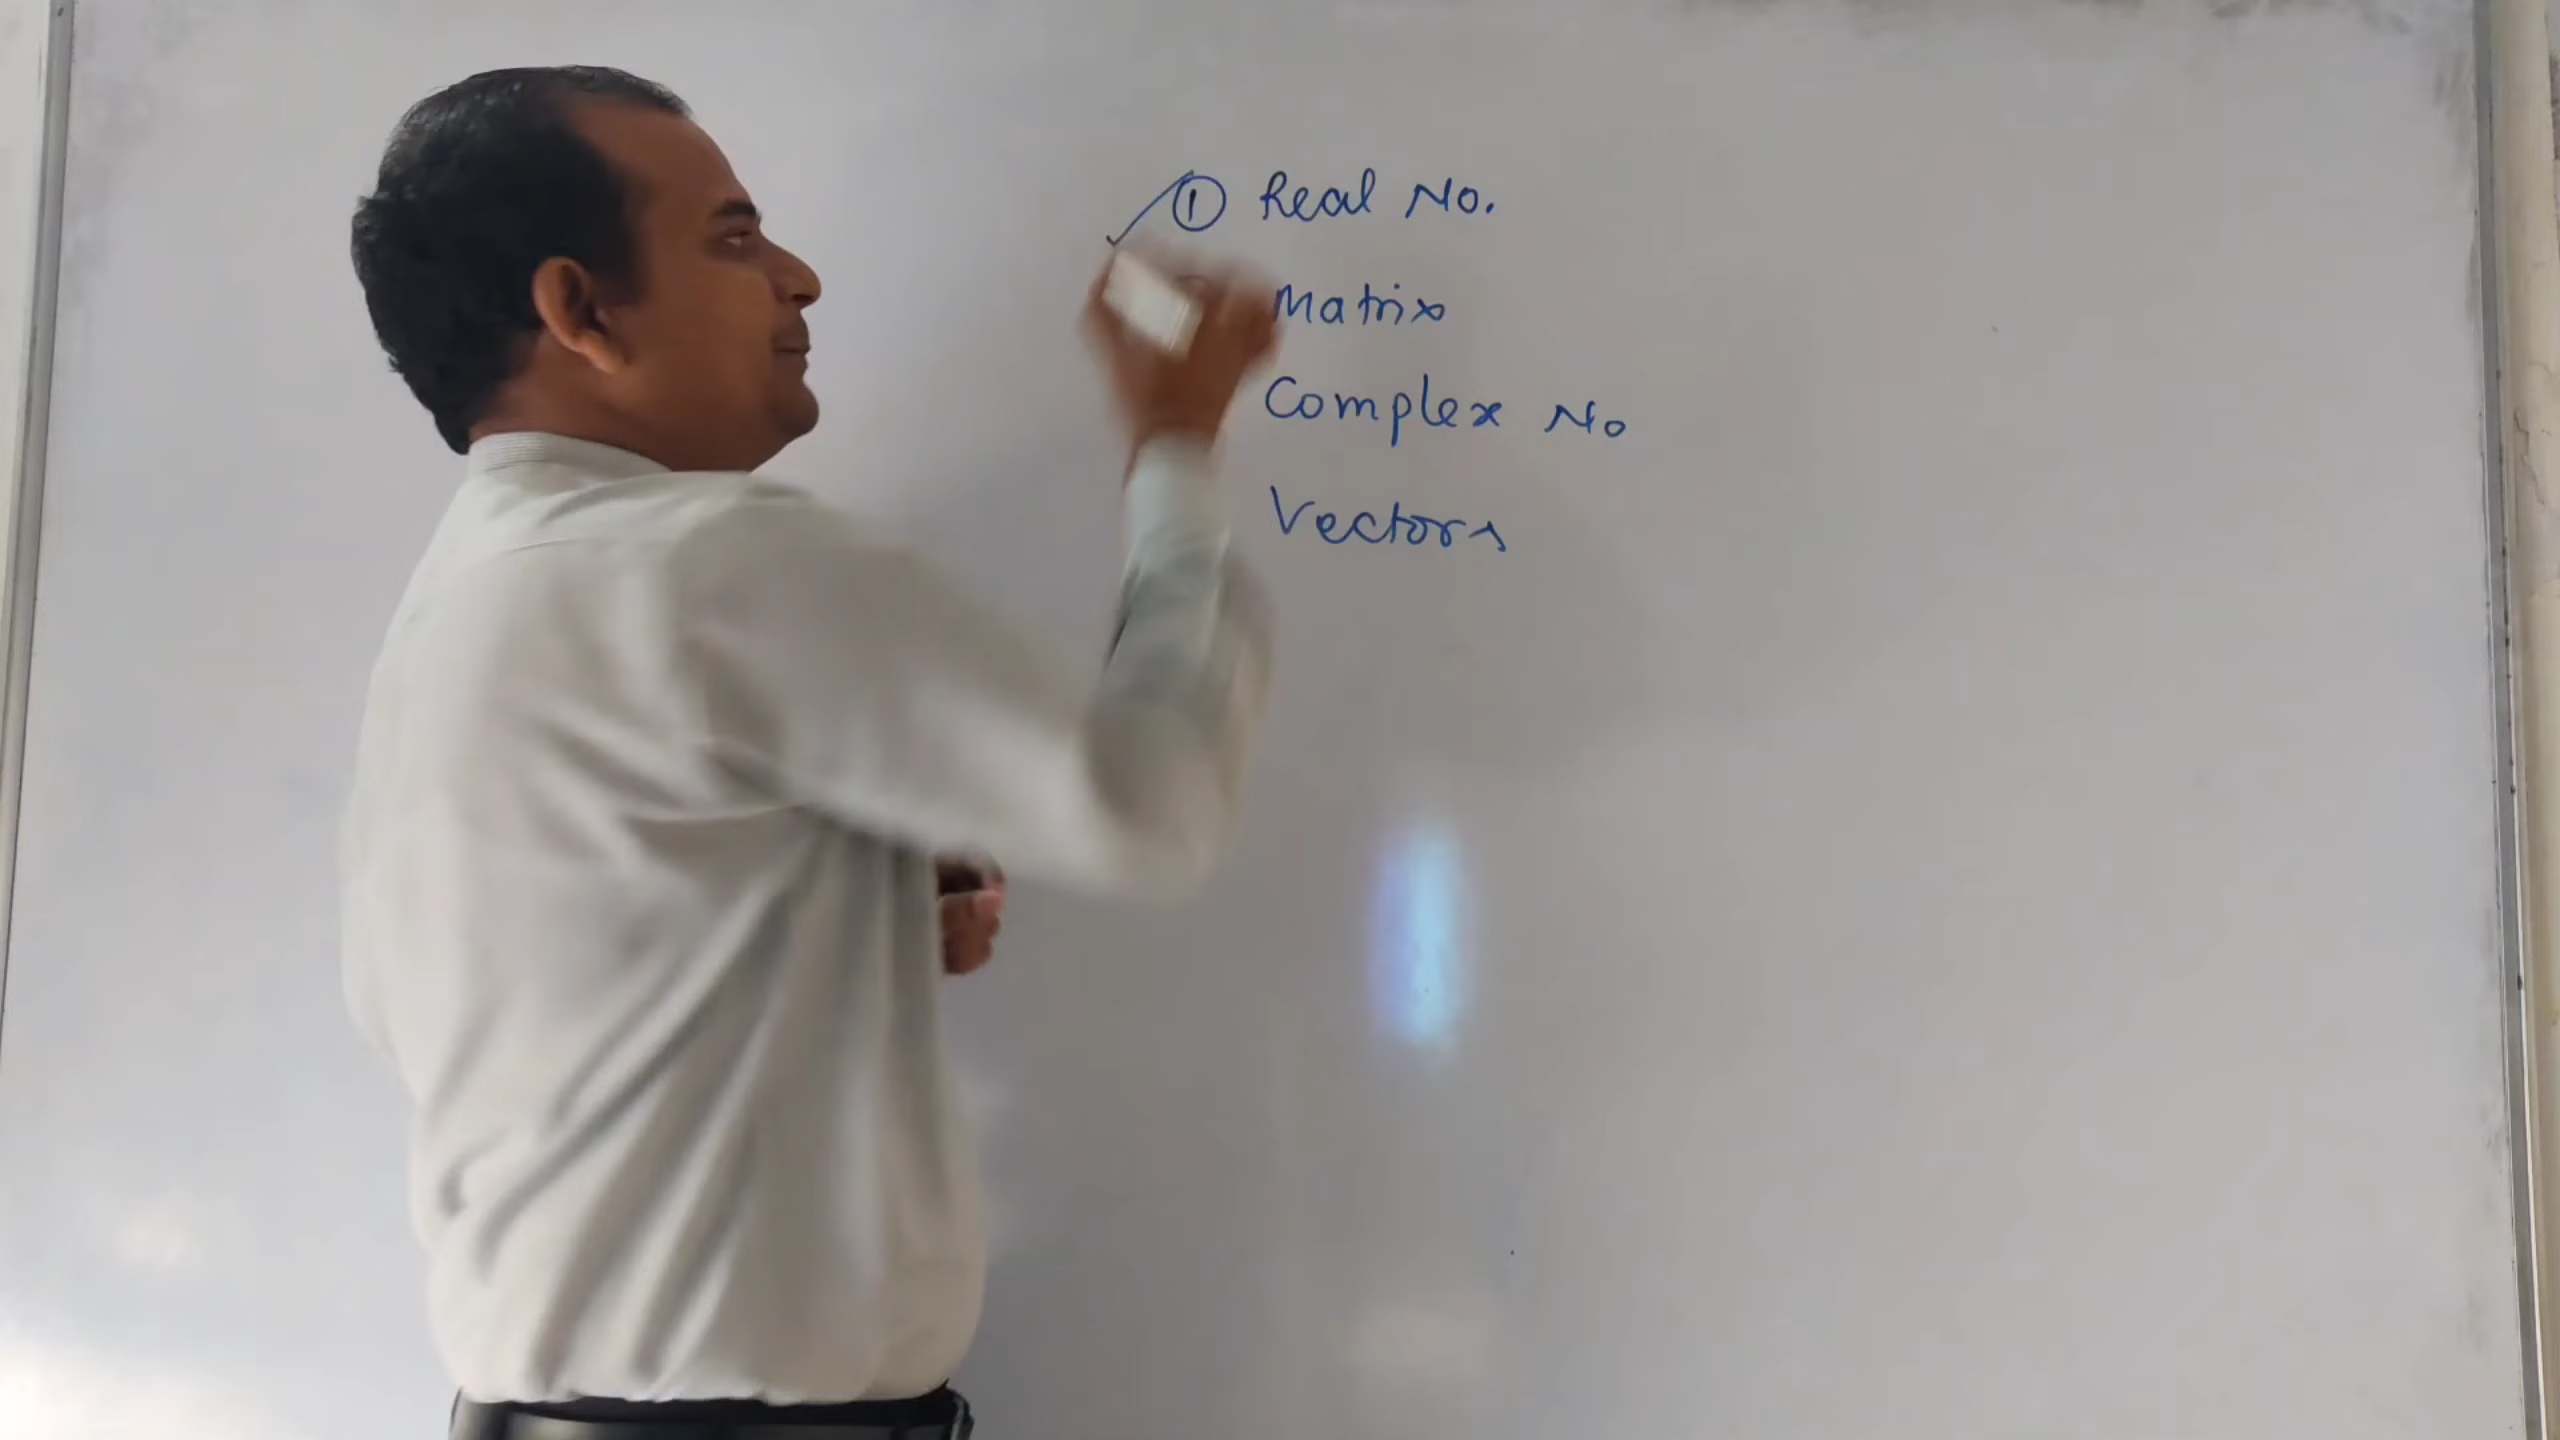 ① Real No.
Matrix
Complex No
Vectors